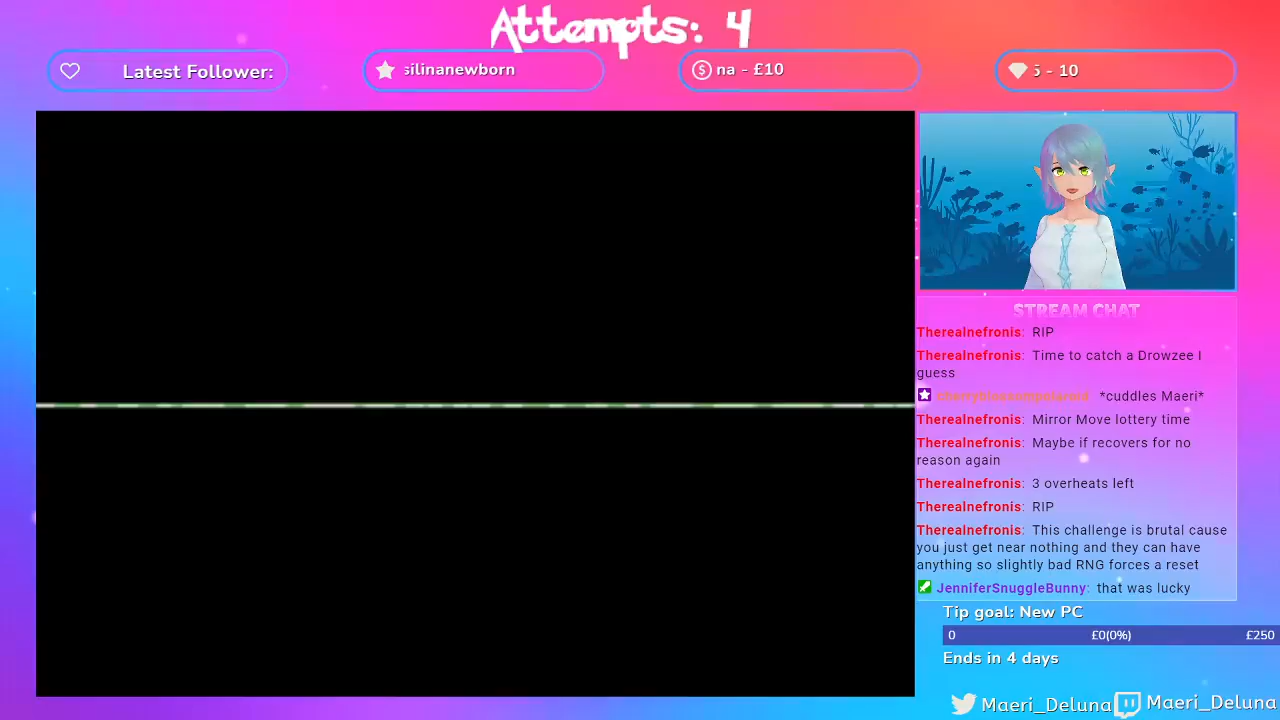 Attempts: 4
Latest Follower:
silinanewborn
na - £10
5 - 10
STREAM CHAT
Therealnefronis: RIP
Therealnefronis: Time to catch a Drowzee I
guess
cherryblossompolaroid *cuddles Maeri*
Therealnefronis: Mirror Move lottery time
Therealnefronis: Maybe if recovers for no
reason again
Therealnefronis: 3 overheats left
Therealnefronis: RIP
Therealnefronis: This challenge is brutal cause
you just get near nothing and they can have
anything so slightly bad RNG forces a reset
JenniferSnuggleBunny: that was lucky
Tip goal: New PC
0 £0(0%) £250
Ends in 4 days
Maeri_Deluna Maeri_Deluna